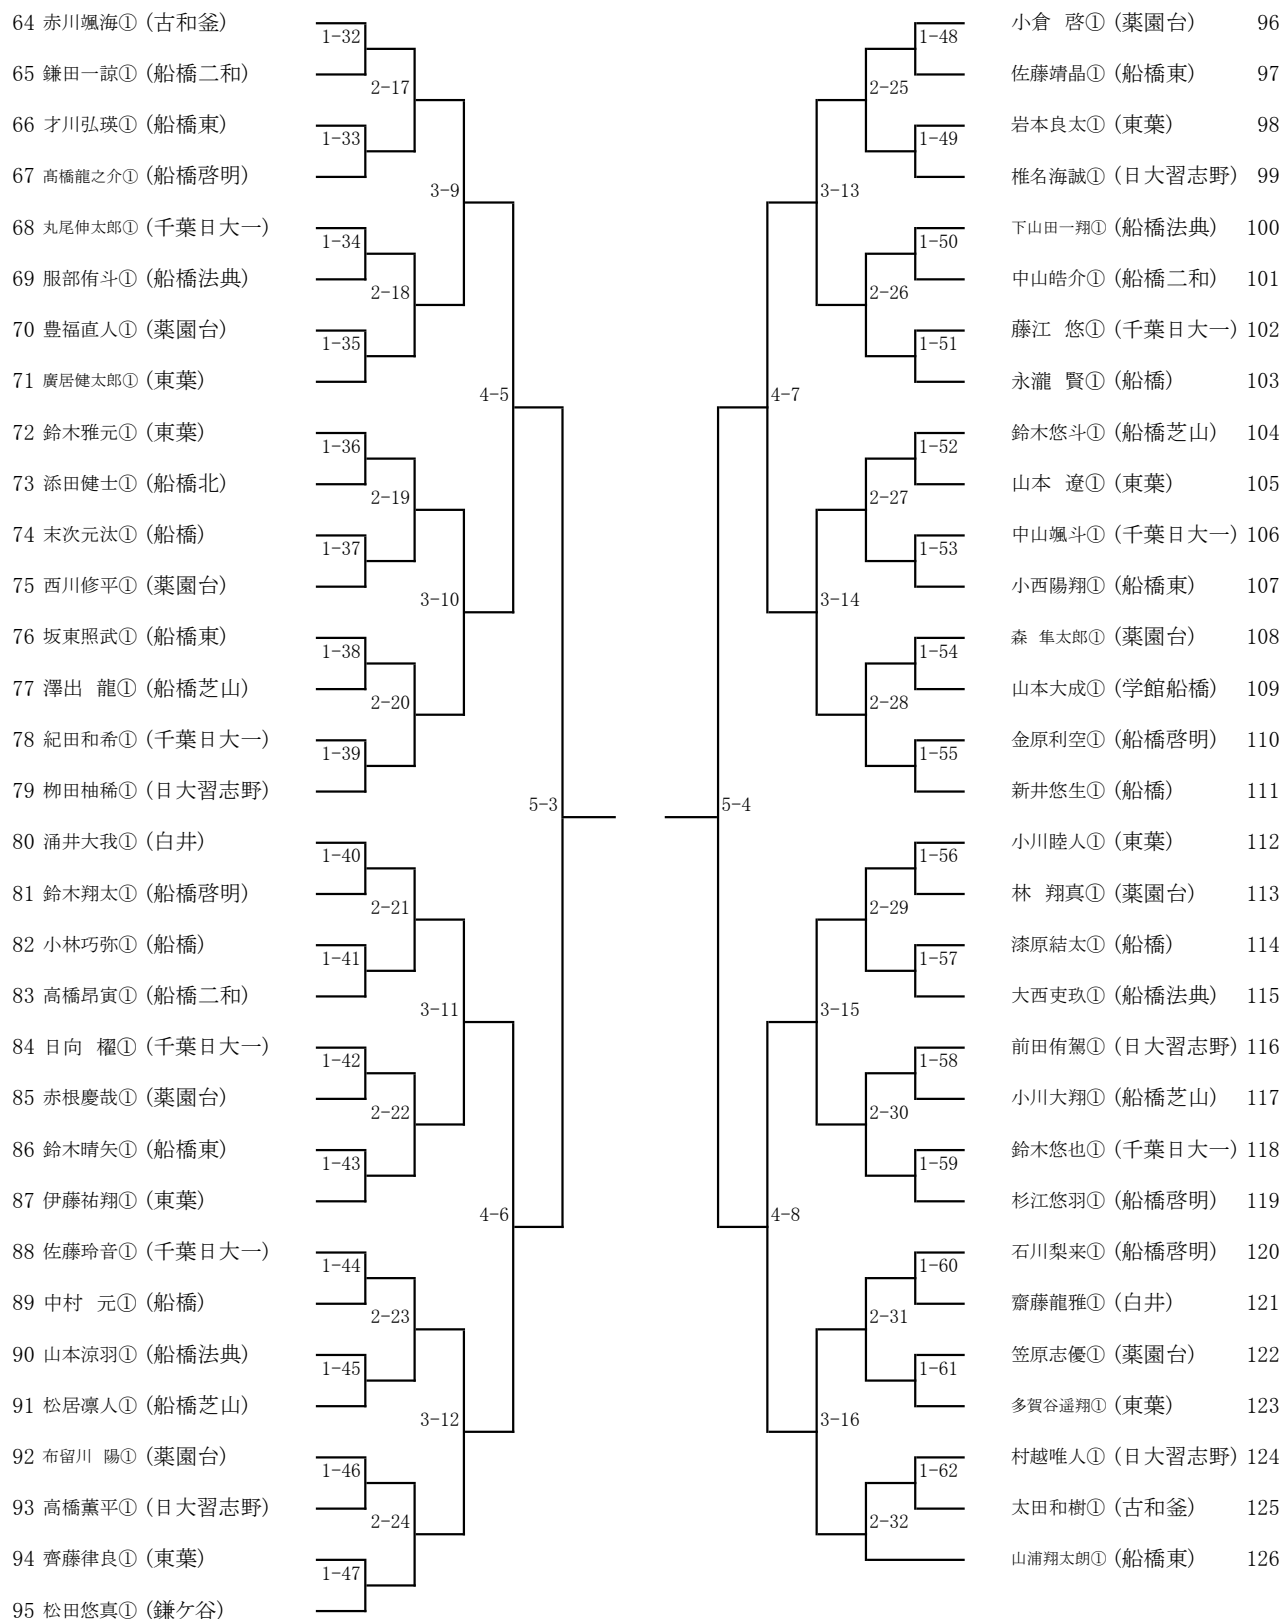 64 赤川颯海① (古和釜)
1-32
65 鎌田一諒① (船橋二和)
2-17
66 才川弘瑛① (船橋東)
1-33
67 髙橋龍之介① (船橋啓明)
3-9
68 丸尾伸太郎① (千葉日大一)
1-34
69 服部侑斗① (船橋法典)
2-18
70 豊福直人① (薬園台)
1-35
71 廣居健太郎① (東葉)
4-5
72 鈴木雅元① (東葉)
1-36
73 添田健士① (船橋北)
2-19
74 末次元汰① (船橋)
1-37
75 西川修平① (薬園台)
3-10
76 坂東照武① (船橋東)
1-38
77 澤出 龍① (船橋芝山)
2-20
78 紀田和希① (千葉日大一)
1-39
79 栁田柚稀① (日大習志野)
5-3
80 涌井大我① (白井)
1-40
81 鈴木翔太① (船橋啓明)
2-21
82 小林巧弥① (船橋)
1-41
83 高橋昂寅① (船橋二和)
3-11
84 日向 櫂① (千葉日大一)
1-42
85 赤根慶哉① (薬園台)
2-22
86 鈴木晴矢① (船橋東)
1-43
87 伊藤祐翔① (東葉)
4-6
88 佐藤玲音① (千葉日大一)
1-44
89 中村 元① (船橋)
2-23
90 山本涼羽① (船橋法典)
1-45
91 松居凛人① (船橋芝山)
3-12
92 布留川 陽① (薬園台)
1-46
93 高橋薫平① (日大習志野)
2-24
94 齊藤律良① (東葉)
1-47
95 松田悠真① (鎌ケ谷)
小倉 啓① (薬園台) 96
1-48
佐藤靖晶① (船橋東) 97
2-25
岩本良太① (東葉) 98
1-49
椎名海誠① (日大習志野) 99
3-13
下山田一翔① (船橋法典) 100
1-50
中山皓介① (船橋二和) 101
2-26
藤江 悠① (千葉日大一) 102
1-51
永瀧 賢① (船橋) 103
4-7
鈴木悠斗① (船橋芝山) 104
1-52
山本 遼① (東葉) 105
2-27
中山颯斗① (千葉日大一) 106
1-53
小西陽翔① (船橋東) 107
3-14
森 隼太郎① (薬園台) 108
1-54
山本大成① (学館船橋) 109
2-28
金原利空① (船橋啓明) 110
1-55
新井悠生① (船橋) 111
5-4
小川睦人① (東葉) 112
1-56
林 翔真① (薬園台) 113
2-29
漆原結太① (船橋) 114
1-57
大西吏玖① (船橋法典) 115
3-15
前田侑駕① (日大習志野) 116
1-58
小川大翔① (船橋芝山) 117
2-30
鈴木悠也① (千葉日大一) 118
1-59
杉江悠羽① (船橋啓明) 119
4-8
石川梨来① (船橋啓明) 120
1-60
齋藤龍雅① (白井) 121
2-31
笠原志優① (薬園台) 122
1-61
多賀谷遥翔① (東葉) 123
3-16
村越唯人① (日大習志野) 124
1-62
太田和樹① (古和釜) 125
2-32
山浦翔太朗① (船橋東) 126